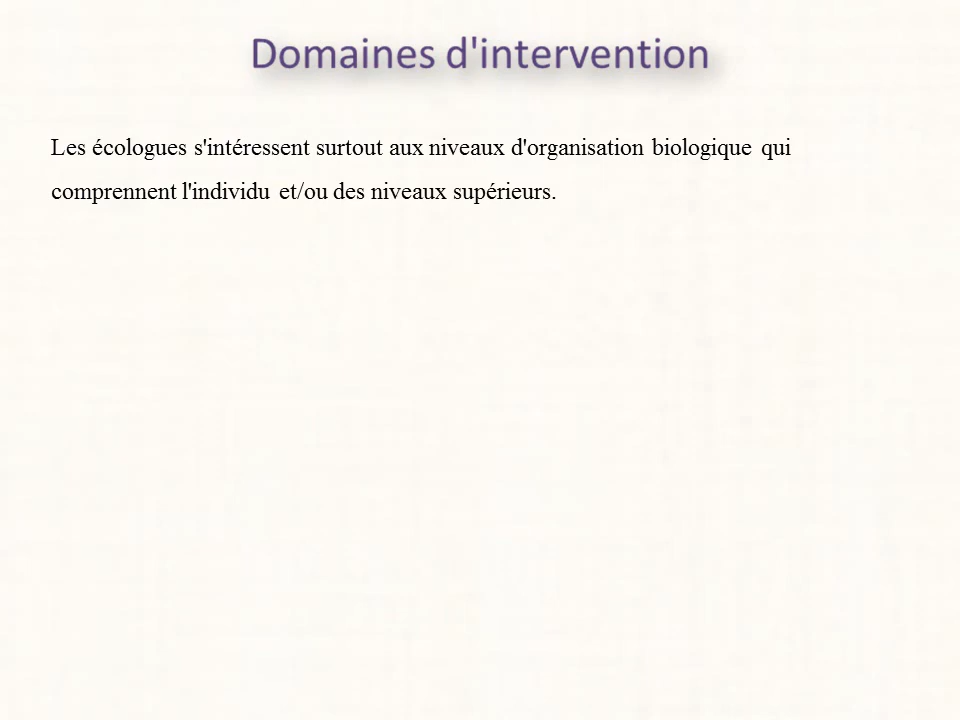 Domaines d'intervention
Les écologues s'intéressent surtout aux niveaux d'organisation biologique qui
comprennent l'individu et/ou des niveaux supérieurs.